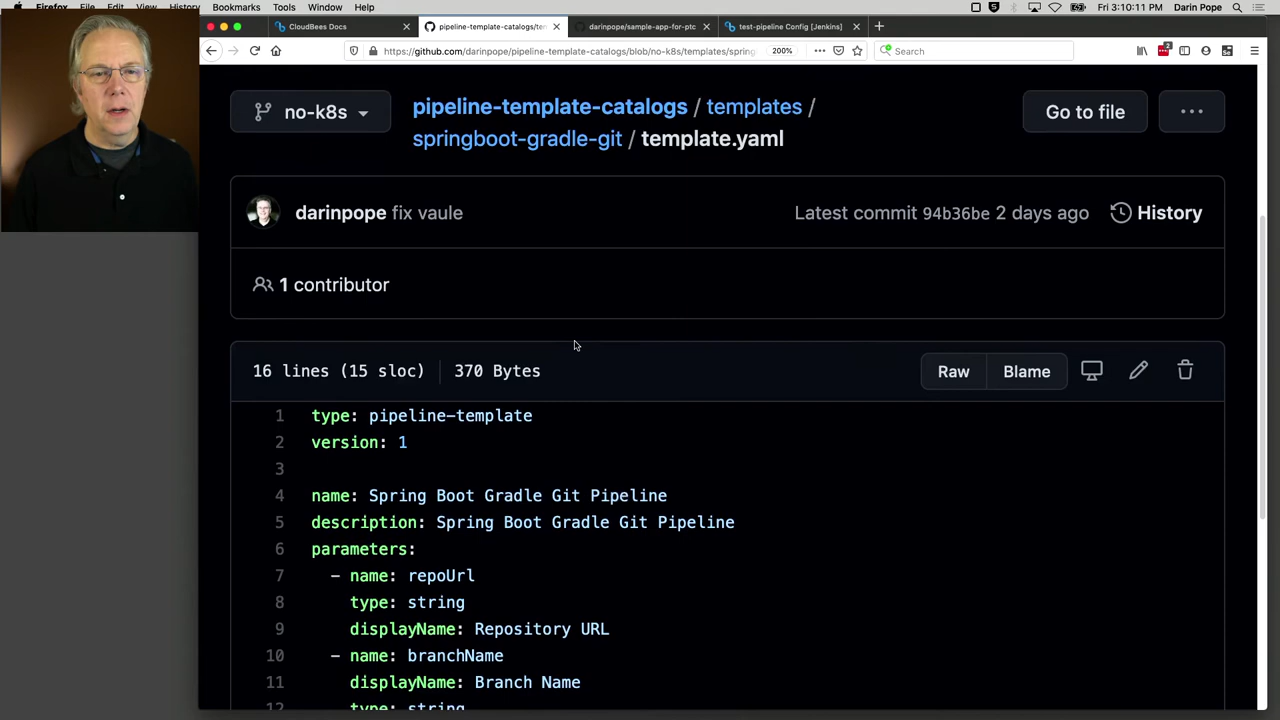 Firefox File Edit View History Bookmarks Tools Window Help Fri 3:10:11 PM Darin Pope
CloudBees Docs
pipeline-template-catalogs/ten
darinpope/sample-app-for-ptc
test-pipeline Config [Jenkins]
https://github.com/darinpope/pipeline-template-catalogs/blob/no-k8s/templates/spring 200% Search
no-k8s
pipeline-template-catalogs / templates /
springboot-gradle-git / template.yaml
Go to file
darinpope fix vaule
Latest commit 94b36be 2 days ago
History
1 contributor
16 lines (15 sloc) 370 Bytes
Raw Blame
1 type: pipeline-template
2 version: 1
3
4 name: Spring Boot Gradle Git Pipeline
5 description: Spring Boot Gradle Git Pipeline
6 parameters:
7 - name: repoUrl
8 type: string
9 displayName: Repository URL
10 - name: branchName
11 displayName: Branch Name
12 type: string